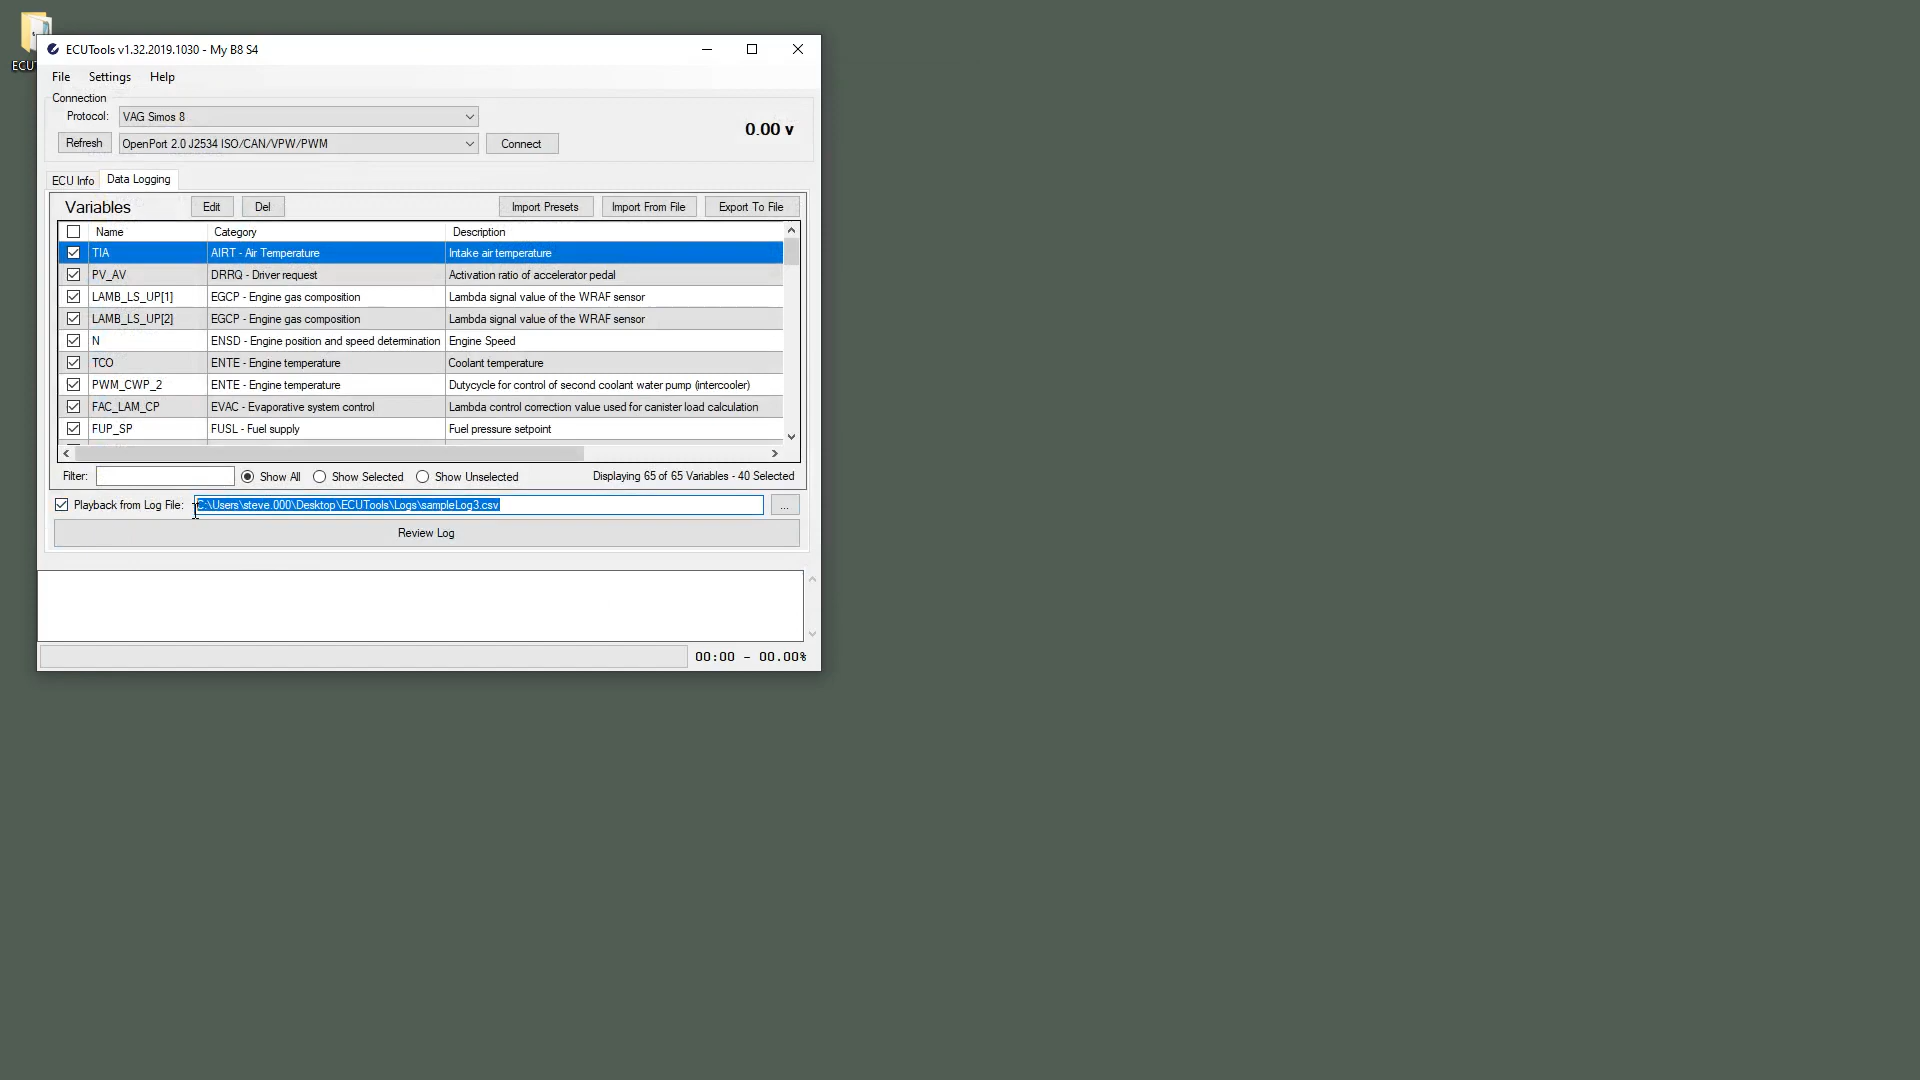 ECUTools v1.32.2019.1030 - My B8 S4
File Settings Help
Connection
Protocol: VAG Simos 8
0.00 v
Refresh OpenPort 2.0 J2534 ISO/CAN/VPW/PWM Connect
ECU Info Data Logging
Variables Edit Del Import Presets Import From File Export To File
Name Category Description
TIA AIRT - Air Temperature Intake air temperature
PV_AV DRRQ - Driver request Activation ratio of accelerator pedal
LAMB_LS_UP[1] EGCP - Engine gas composition Lambda signal value of the WRAF sensor
LAMB_LS_UP[2] EGCP - Engine gas composition Lambda signal value of the WRAF sensor
N ENSD - Engine position and speed determination Engine Speed
TCO ENTE - Engine temperature Coolant temperature
PWM_CWP_2 ENTE - Engine temperature Dutycycle for control of second coolant water pump (intercooler)
FAC_LAM_CP EVAC - Evaporative system control Lambda control correction value used for canister load calculation
FUP_SP FUSL - Fuel supply Fuel pressure setpoint
Filter: Show All Show Selected Show Unselected Displaying 65 of 65 Variables - 40 Selected
Playback from Log File: C:\Users\steve.000\Desktop\ECUTools\Logs\sampleLog3.csv ...
Review Log
00:00 - 00.00%